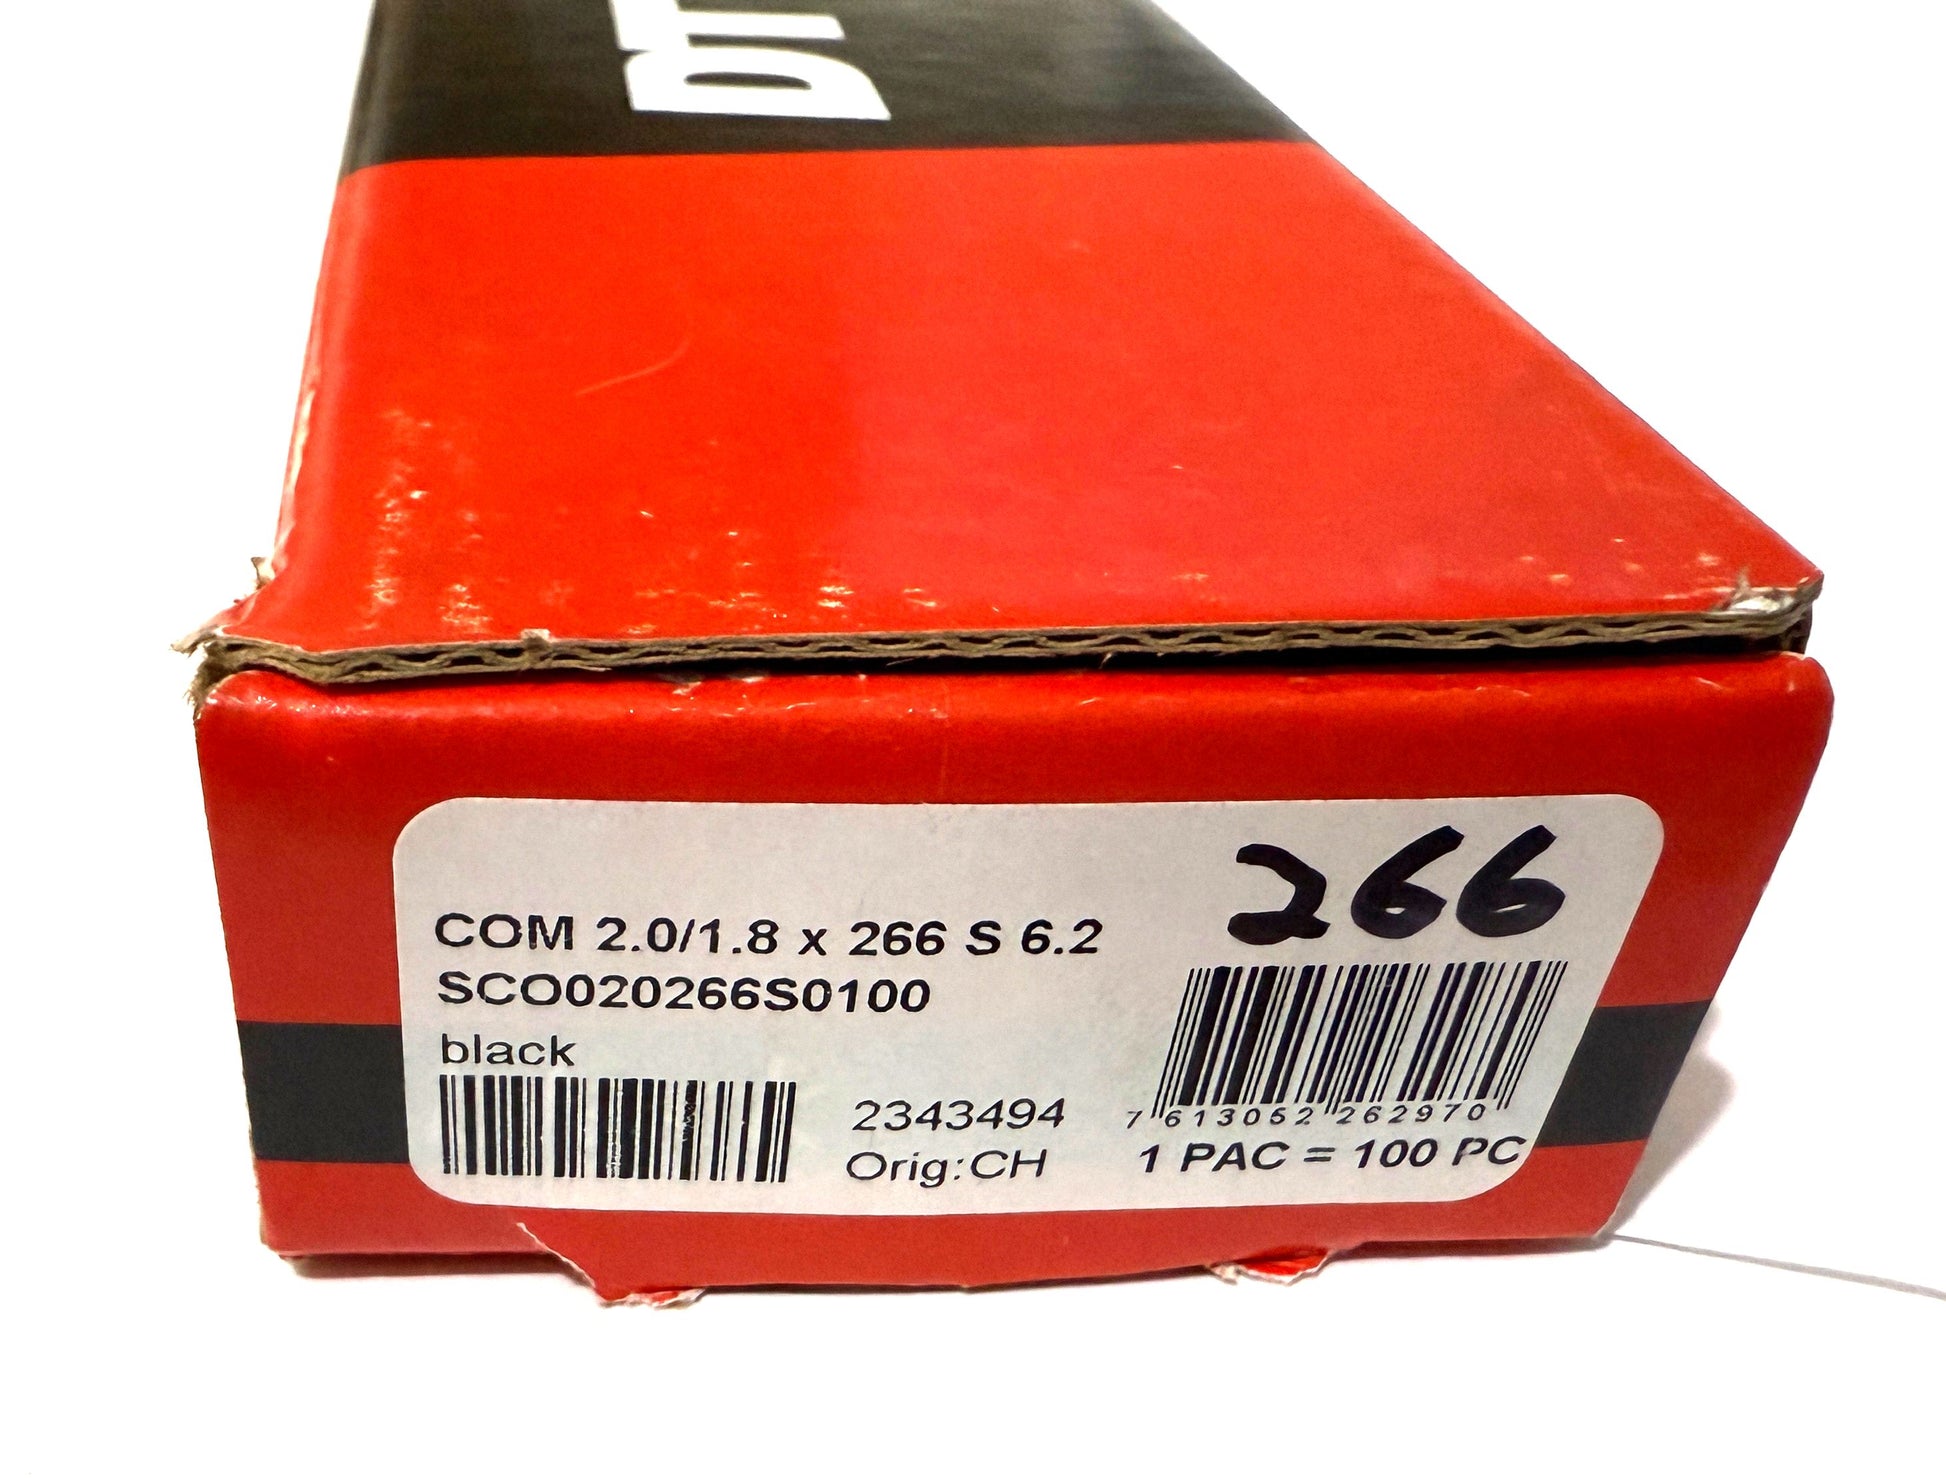 DT
266
COM 2.0/1.8 x 266 S 6.2
SCO020266S0100
black
2343494
Orig:CH
7 613052 262970
1 PAC = 100 PC